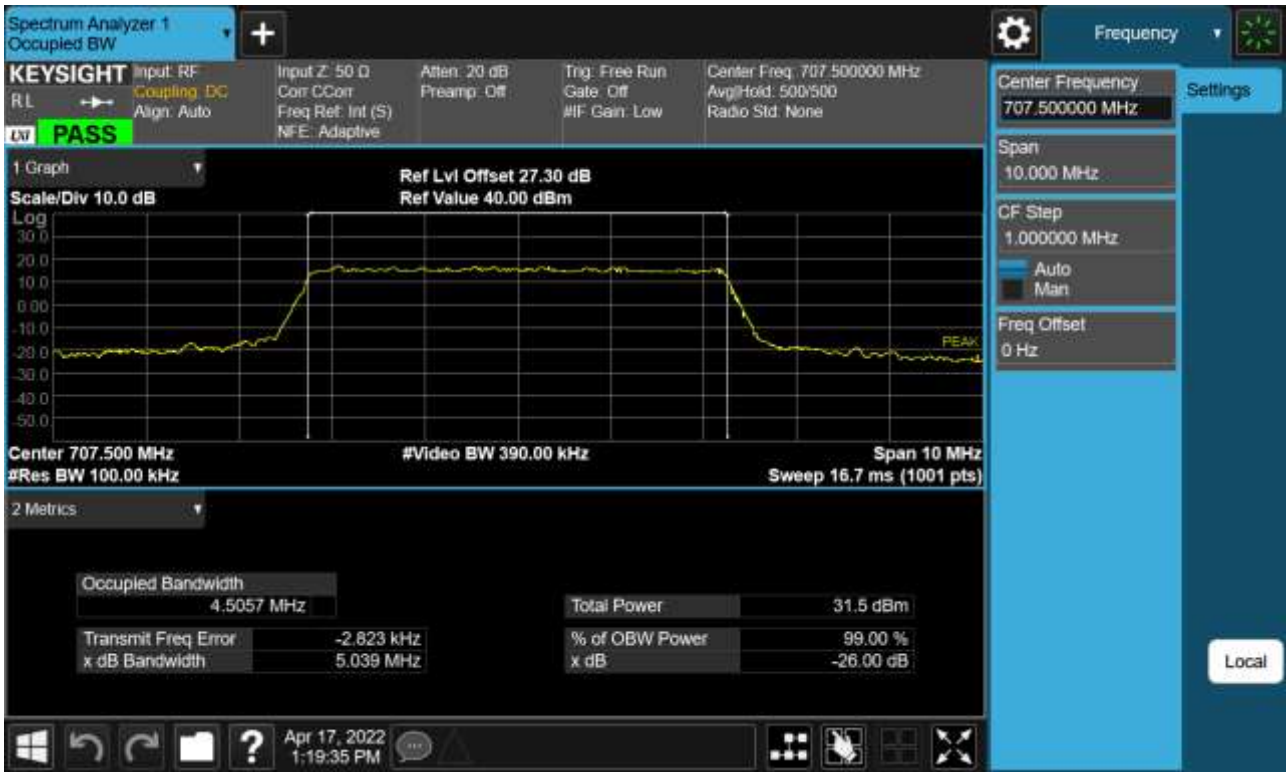 Spectrum Analyzer 1
Occupied BW
Frequency
KEYSIGHT
RL
PASS
Input: RF
Coupling: DC
Align: Auto
Input Z: 50 Ω
Corr CCorr
Freq Ref: Int (S)
NFE: Adaptive
Atten: 20 dB
Preamp: Off
Trig: Free Run
Gate: Off
#IF Gain: Low
Center Freq: 707.500000 MHz
Avg|Hold: 500/500
Radio Std: None
Center Frequency
707.500000 MHz
Settings
Span
10.000 MHz
CF Step
1.000000 MHz
Auto
Man
Freq Offset
0 Hz
Local
1 Graph
Scale/Div 10.0 dB
Ref Lvl Offset 27.30 dB
Ref Value 40.00 dBm
Log
30.0
20.0
10.0
0.00
-10.0
-20.0
-30.0
-40.0
-50.0
PEAK
Center 707.500 MHz
#Video BW 390.00 kHz
Span 10 MHz
#Res BW 100.00 kHz
Sweep 16.7 ms (1001 pts)
2 Metrics
Occupied Bandwidth
4.5057 MHz
Total Power 31.5 dBm
Transmit Freq Error -2.823 kHz
% of OBW Power 99.00 %
x dB Bandwidth 5.039 MHz
x dB -26.00 dB
Apr 17, 2022
1:19:35 PM